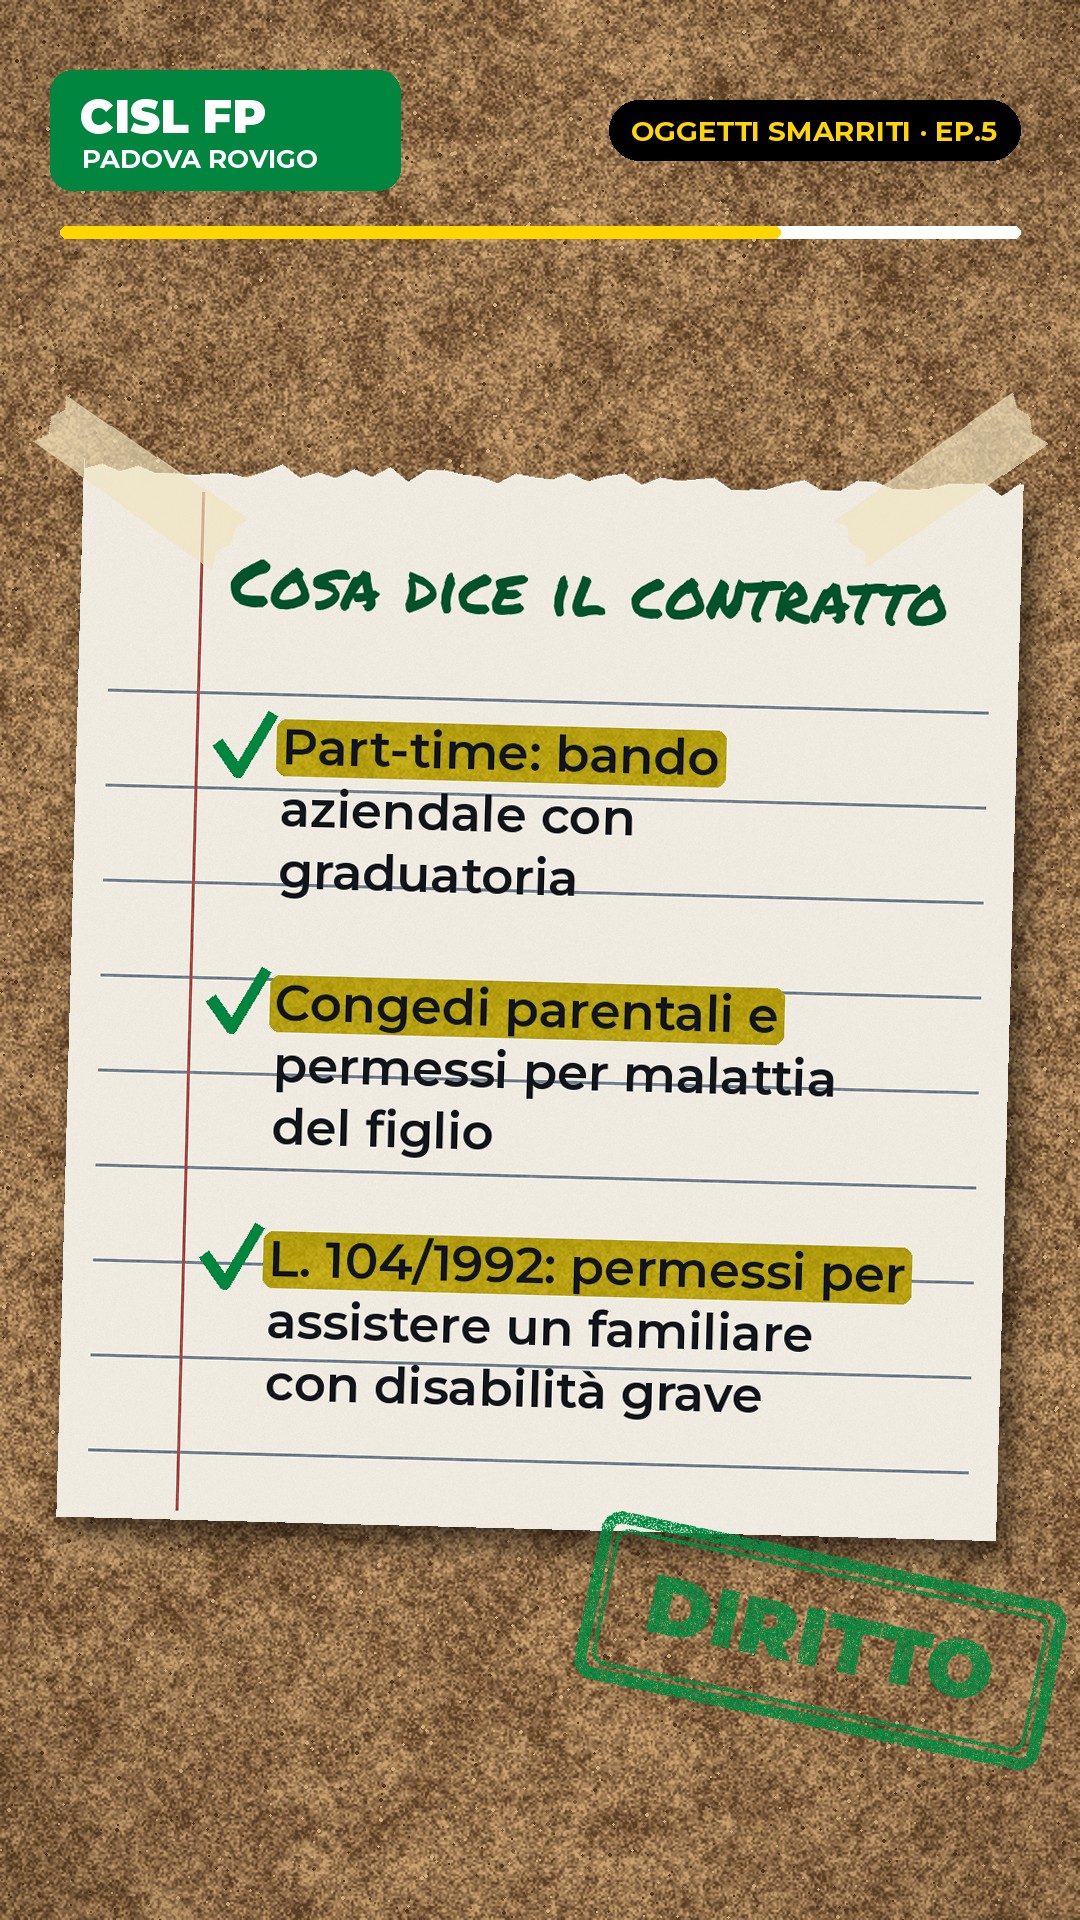 CISL FP
PADOVA ROVIGO
OGGETTI SMARRITI · EP.5
COSA DICE IL CONTRATTO
Part-time: bando
aziendale con
graduatoria
Congedi parentali e
permessi per malattia
del figlio
L. 104/1992: permessi per
assistere un familiare
con disabilità grave
DIRITTO